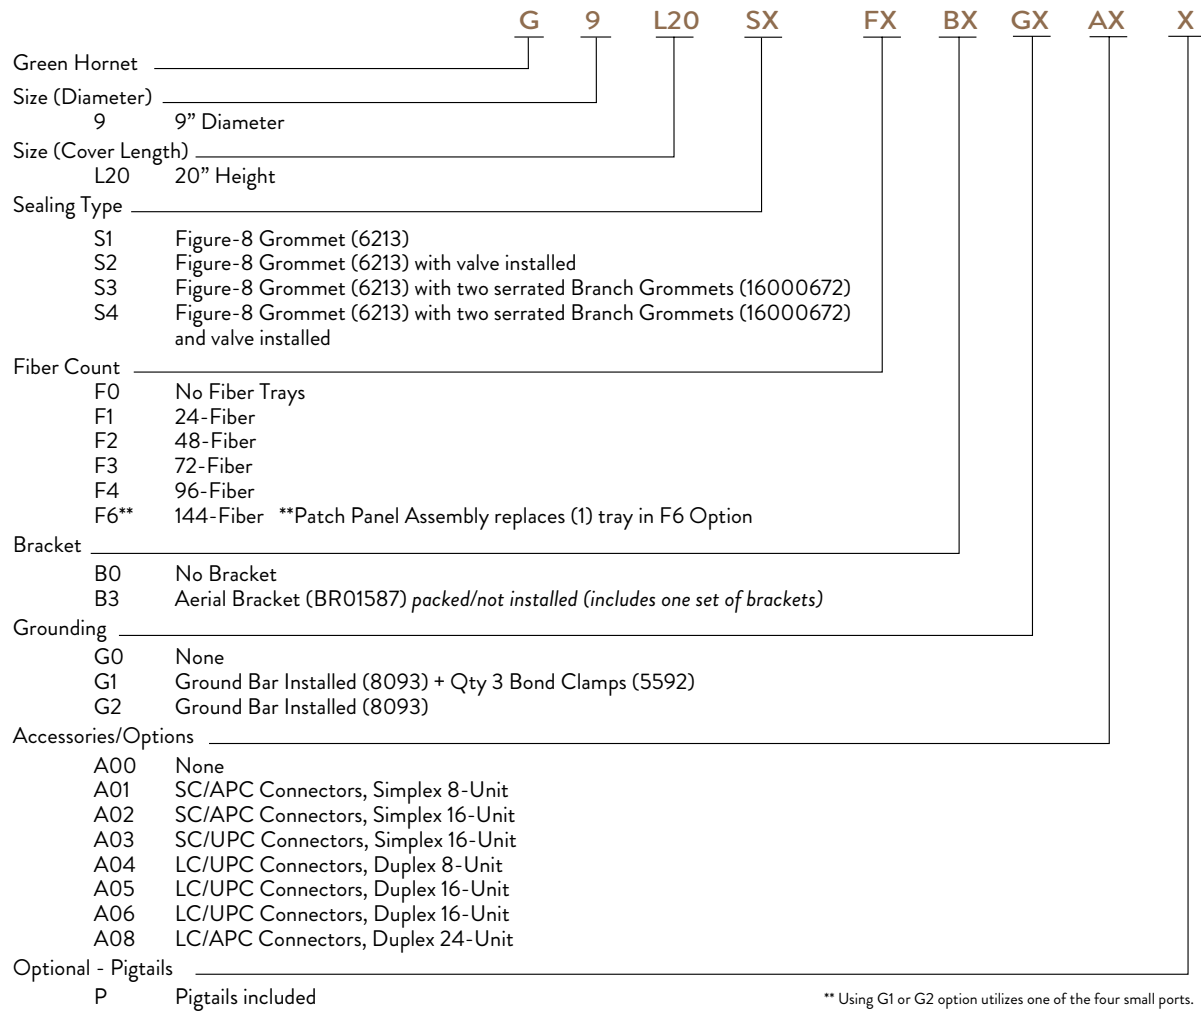 G 9 L20 SX FX BX GX AX X
Green Hornet
Size (Diameter)
9 9” Diameter
Size (Cover Length)
L20 20” Height
Sealing Type
S1 Figure-8 Grommet (6213)
S2 Figure-8 Grommet (6213) with valve installed
S3 Figure-8 Grommet (6213) with two serrated Branch Grommets (16000672)
S4 Figure-8 Grommet (6213) with two serrated Branch Grommets (16000672)
and valve installed
Fiber Count
F0 No Fiber Trays
F1 24-Fiber
F2 48-Fiber
F3 72-Fiber
F4 96-Fiber
F6** 144-Fiber **Patch Panel Assembly replaces (1) tray in F6 Option
Bracket
B0 No Bracket
B3 Aerial Bracket (BR01587) packed/not installed (includes one set of brackets)
Grounding
G0 None
G1 Ground Bar Installed (8093) + Qty 3 Bond Clamps (5592)
G2 Ground Bar Installed (8093)
Accessories/Options
A00 None
A01 SC/APC Connectors, Simplex 8-Unit
A02 SC/APC Connectors, Simplex 16-Unit
A03 SC/UPC Connectors, Simplex 16-Unit
A04 LC/UPC Connectors, Duplex 8-Unit
A05 LC/UPC Connectors, Duplex 16-Unit
A06 LC/UPC Connectors, Duplex 16-Unit
A08 LC/APC Connectors, Duplex 24-Unit
Optional - Pigtails
P Pigtails included
** Using G1 or G2 option utilizes one of the four small ports.